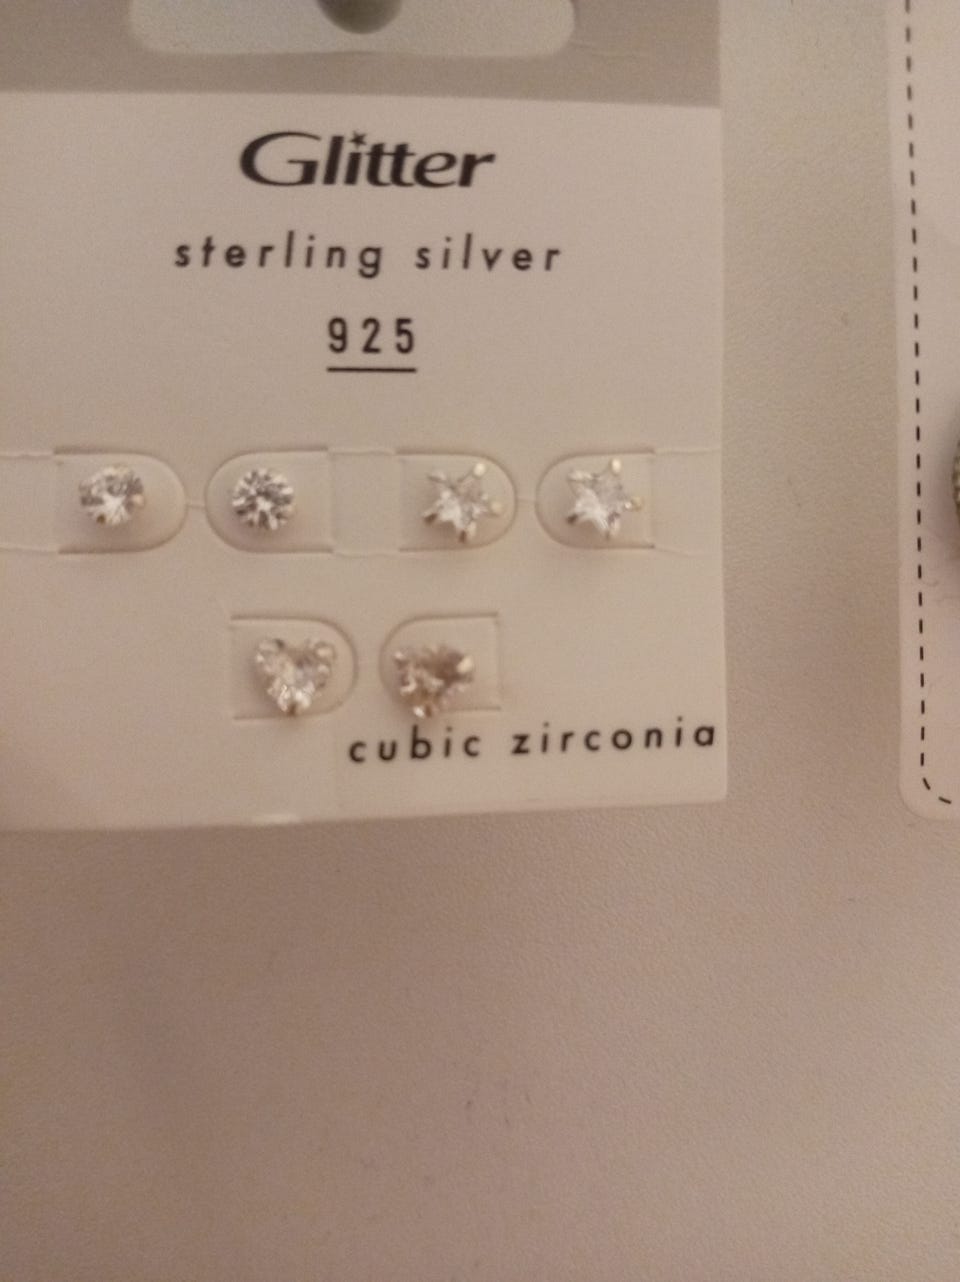 Glitter
sterling silver
925
cubic zirconia